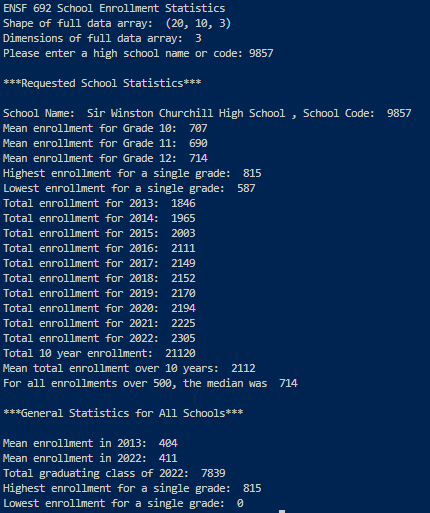 ENSF 692 School Enrollment Statistics
Shape of full data array:  (20, 10, 3)
Dimensions of full data array:  3
Please enter a high school name or code: 9857
***Requested School Statistics***
School Name:  Sir Winston Churchill High School , School Code:  9857
Mean enrollment for Grade 10:  707
Mean enrollment for Grade 11:  690
Mean enrollment for Grade 12:  714
Highest enrollment for a single grade:  815
Lowest enrollment for a single grade:  587
Total enrollment for 2013:  1846
Total enrollment for 2014:  1965
Total enrollment for 2015:  2003
Total enrollment for 2016:  2111
Total enrollment for 2017:  2149
Total enrollment for 2018:  2152
Total enrollment for 2019:  2170
Total enrollment for 2020:  2194
Total enrollment for 2021:  2225
Total enrollment for 2022:  2305
Total 10 year enrollment:  21120
Mean total enrollment over 10 years:  2112
For all enrollments over 500, the median was  714
***General Statistics for All Schools***
Mean enrollment in 2013:  404
Mean enrollment in 2022:  411
Total graduating class of 2022:  7839
Highest enrollment for a single grade:  815
Lowest enrollment for a single grade:  0